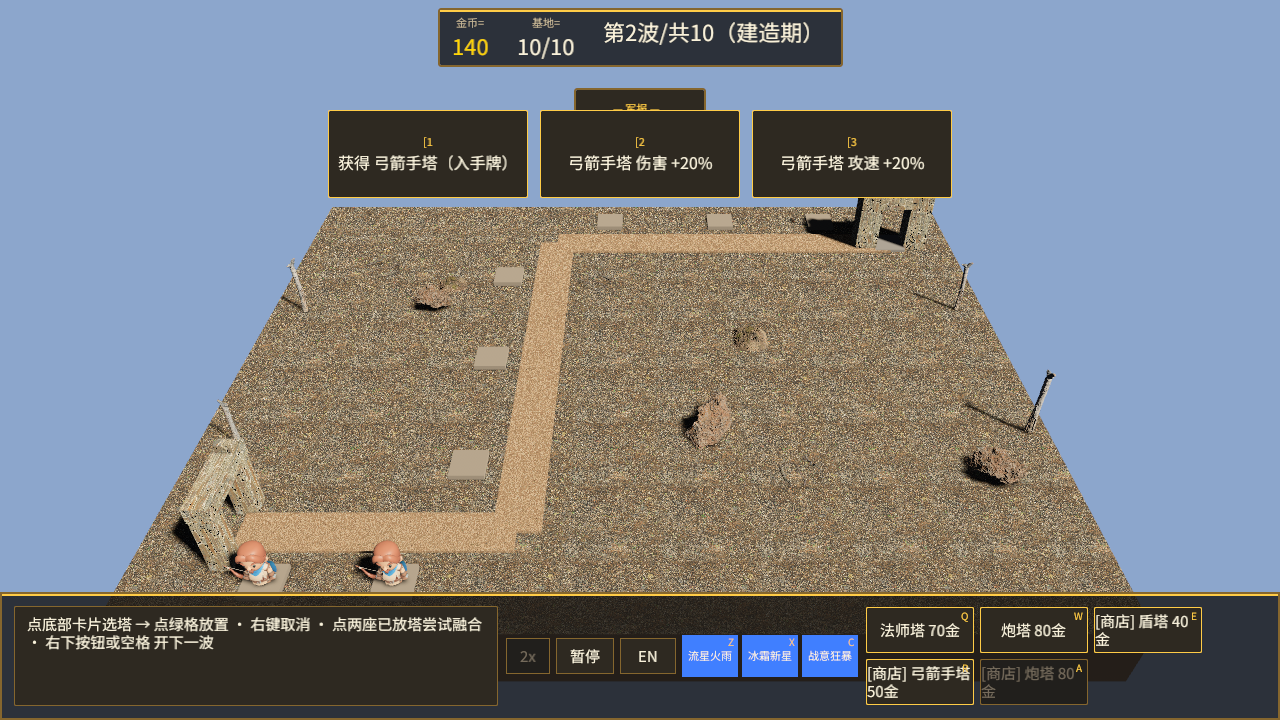 金币=
140
基地=
10/10
第2波/共10（建造期）
[1
获得 弓箭手塔（入手牌）
[2
弓箭手塔 伤害 +20%
[3
弓箭手塔 攻速 +20%
点底部卡片选塔 → 点绿格放置 · 右键取消 · 点两座已放塔尝试融合
· 右下按钮或空格 开下一波
2x
暂停
EN
Z
流星火雨
X
冰霜新星
C
战意狂暴
Q
法师塔 70金
W
炮塔 80金
E
[商店] 盾塔 40
金
[商店] 弓箭手塔
50金
A
[商店] 炮塔 80
金